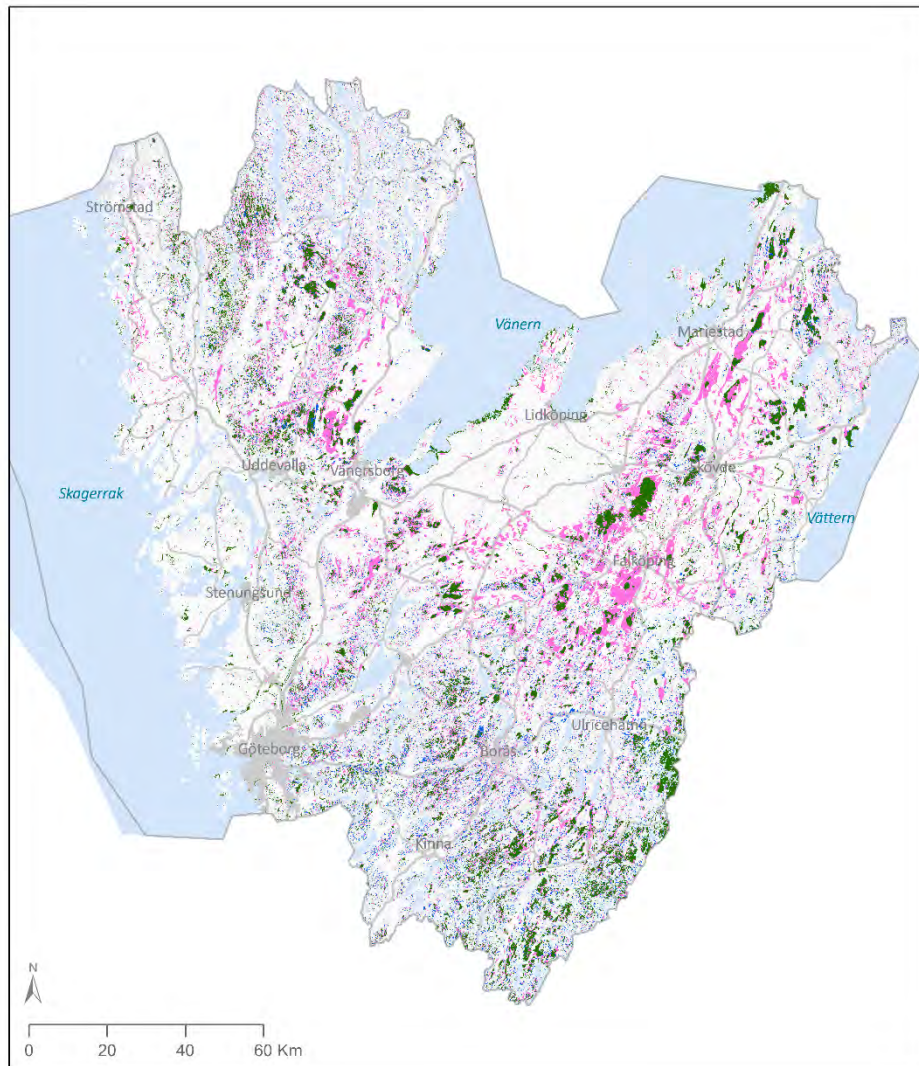 Strömstad
Vänern
Mariestad
Lidköping
Uddevalla
Vänersborg
Skövde
Skagerrak
Vättern
Falköping
Stenungsund
Ulricehamn
Göteborg
Borås
Kinna
N
0 20 40 60 Km